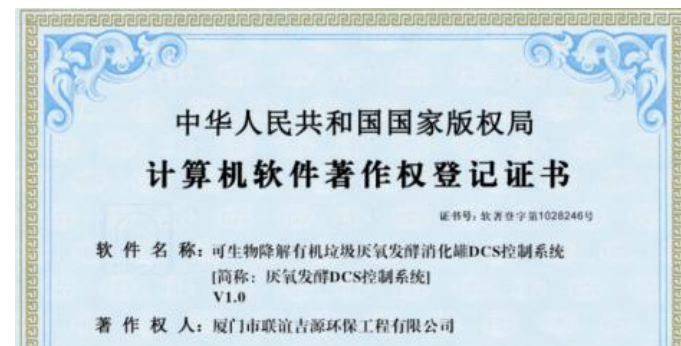 中华人民共和国国家版权局
计算机软件著作权登记证书
证书号：软著登字第1028246号
软件名称：可生物降解有机垃圾厌氧发酵消化罐DCS控制系统
[简称：厌氧发酵DCS控制系统]
V1.0
著作权人：厦门市联谊吉源环保工程有限公司